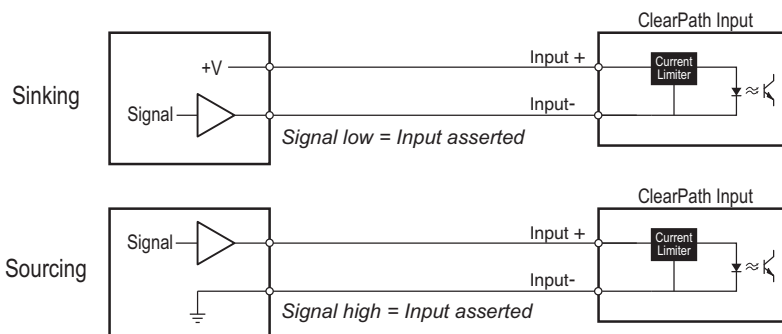 ClearPath Input
Sinking
+V
Input +
Current
Limiter
Signal
Input-
Signal low = Input asserted
ClearPath Input
Sourcing
Signal
Input +
Current
Limiter
Input-
Signal high = Input asserted